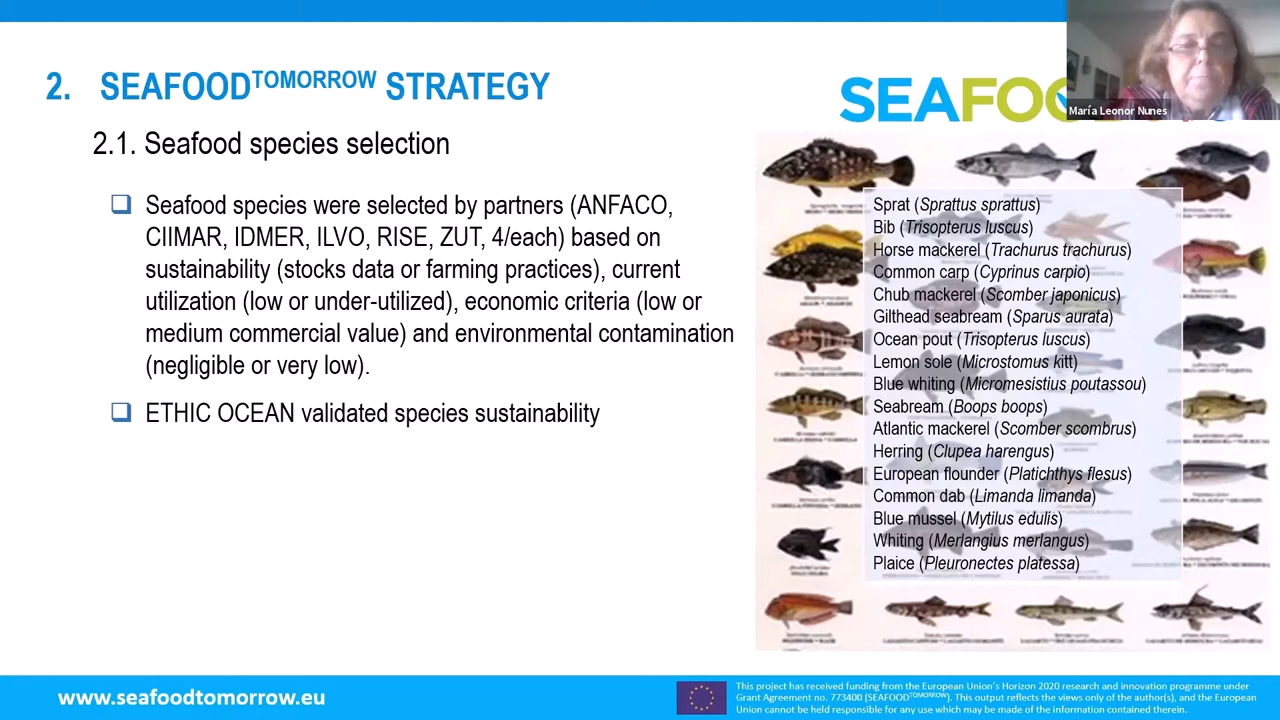 2. SEAFOODTOMORROW STRATEGY
María Leonor Nunes
2.1. Seafood species selection
Seafood species were selected by partners (ANFACO,
CIIMAR, IDMER, ILVO, RISE, ZUT, 4/each) based on
sustainability (stocks data or farming practices), current
utilization (low or under-utilized), economic criteria (low or
medium commercial value) and environmental contamination
(negligible or very low).
ETHIC OCEAN validated species sustainability
Sprat (Sprattus sprattus)
Bib (Trisopterus luscus)
Horse mackerel (Trachurus trachurus)
Common carp (Cyprinus carpio)
Chub mackerel (Scomber japonicus)
Gilthead seabream (Sparus aurata)
Ocean pout (Trisopterus luscus)
Lemon sole (Microstomus kitt)
Blue whiting (Micromesistius poutassou)
Seabream (Boops boops)
Atlantic mackerel (Scomber scombrus)
Herring (Clupea harengus)
European flounder (Platichthys flesus)
Common dab (Limanda limanda)
Blue mussel (Mytilus edulis)
Whiting (Merlangius merlangus)
Plaice (Pleuronectes platessa)
www.seafoodtomorrow.eu
This project has received funding from the European Union's Horizon 2020 research and innovation programme under
Grant Agreement no. 773400 (SEAFOODTOMORROW). This output reflects the views only of the author(s), and the European
Union cannot be held responsible for any use which may be made of the information contained therein.